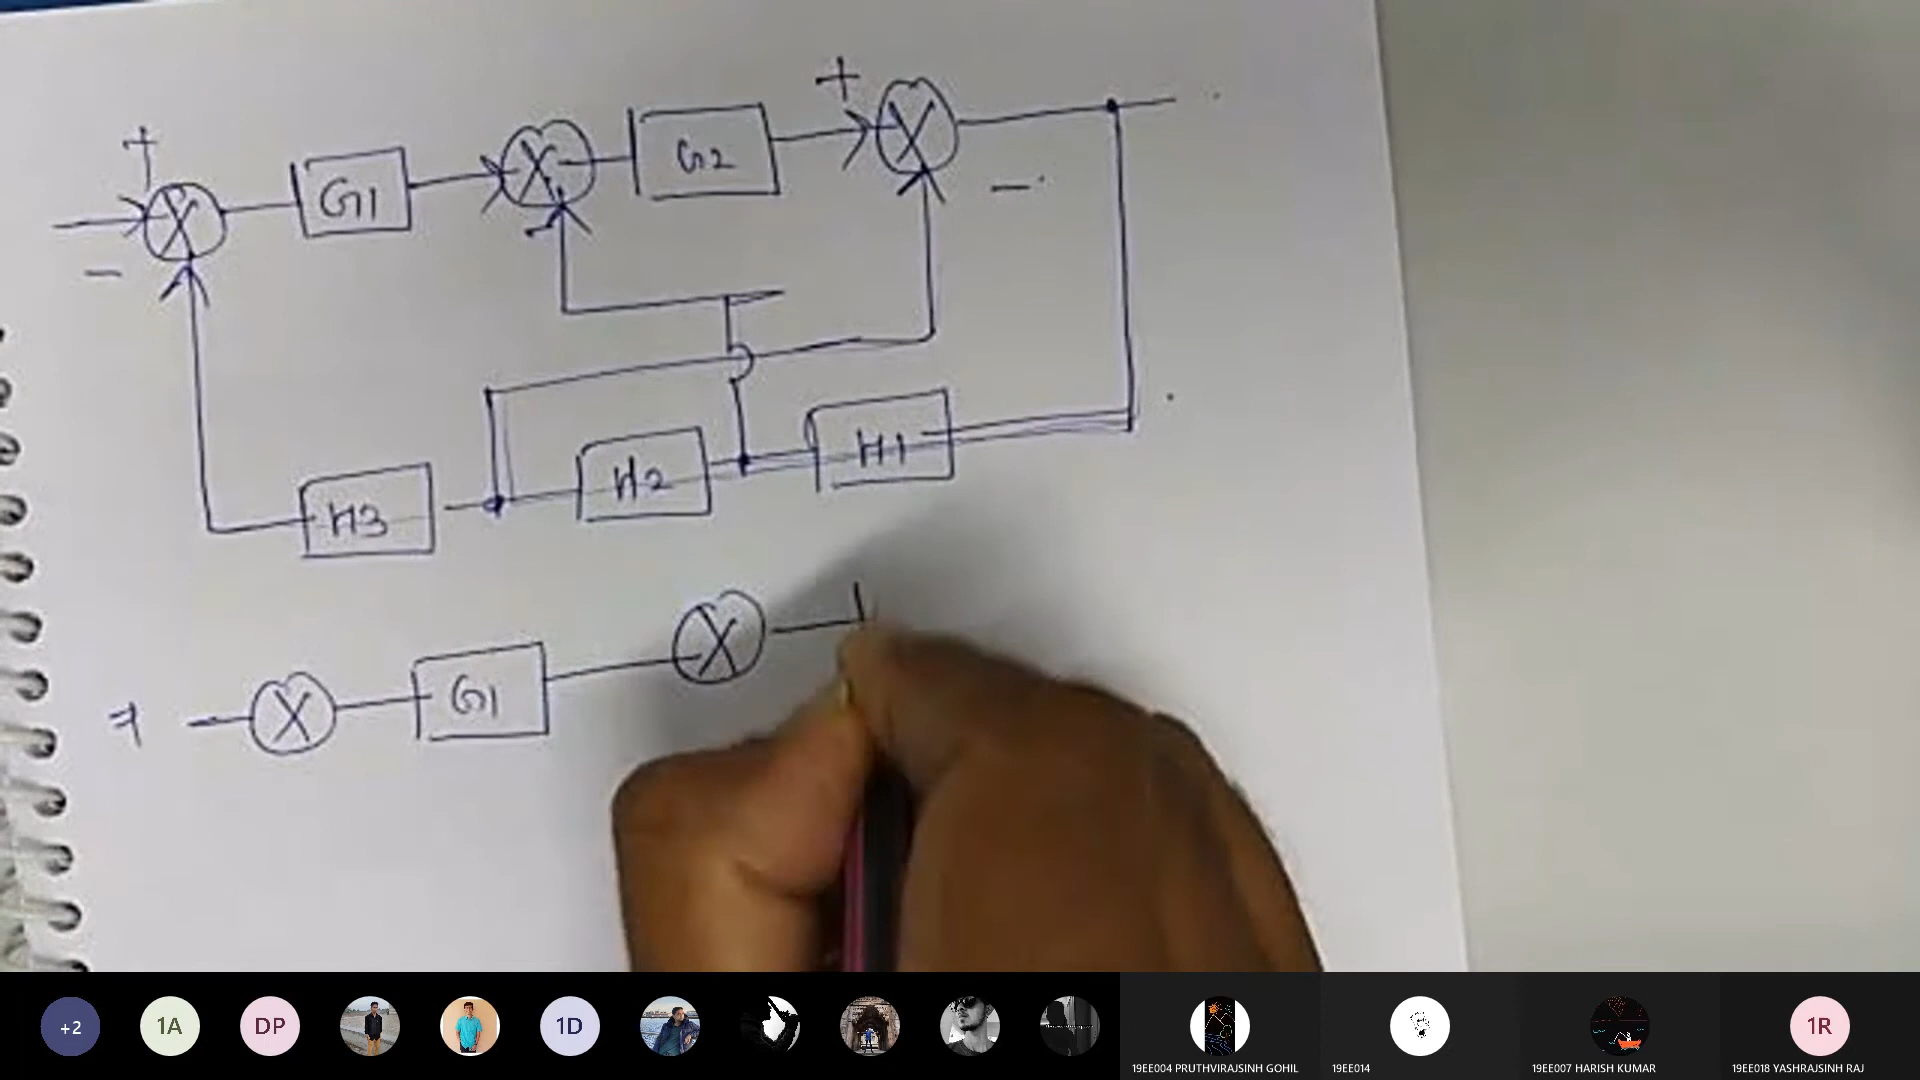 + + 
G1 X G2 X
X
- - -
H3 H2 H1
X G1 X
+2 1A DP 1D 1R
19EE004 PRUTHVIRAJSINH GOHIL 19EE014 19EE007 HARISH KUMAR 19EE018 YASHRAJSINH RAJ